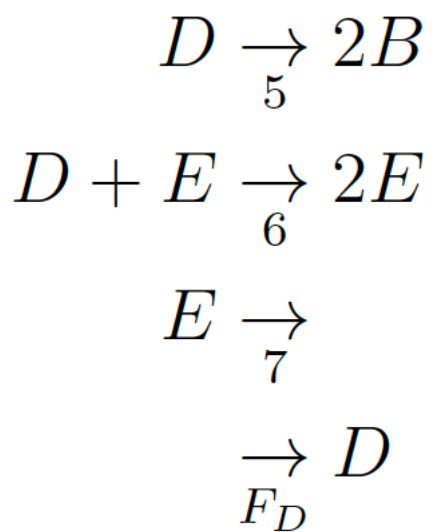 D → 2B
5
D + E → 2E
6
E →
7
→ D
F_D